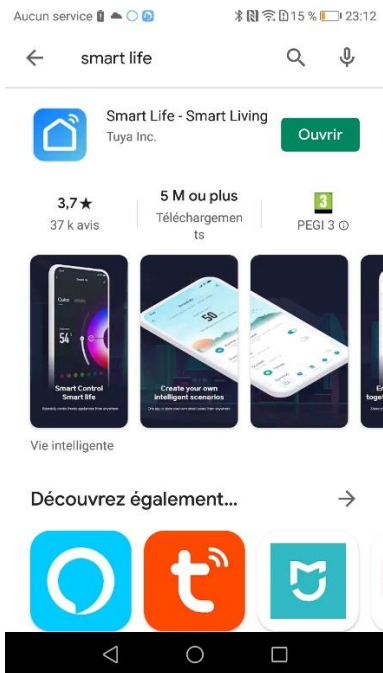 Aucun service 15 % 23:12
smart life
Smart Life - Smart Living
Tuya Inc.
Ouvrir
3,7★ 5 M ou plus 3
37 k avis Téléchargemen PEGI 3
ts
Color
54
Smart Control
Smart life
50
Create your own
intelligent scenarios
Vie intelligente
Découvrez également...